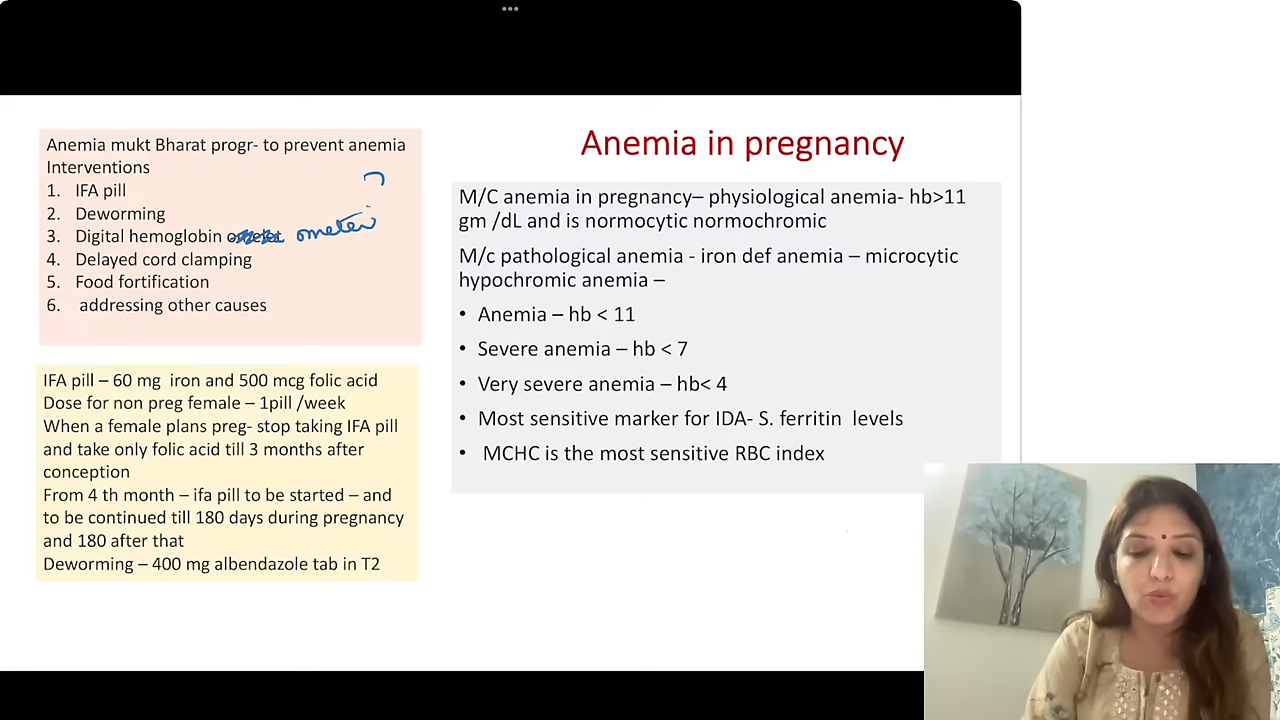 Anemia mukt Bharat progr- to prevent anemia
Interventions
1. IFA pill
2. Deworming
3. Digital hemoglobin ometer
4. Delayed cord clamping
5. Food fortification
6. addressing other causes
IFA pill – 60 mg iron and 500 mcg folic acid
Dose for non preg female – 1pill /week
When a female plans preg- stop taking IFA pill
and take only folic acid till 3 months after
conception
From 4 th month – ifa pill to be started – and
to be continued till 180 days during pregnancy
and 180 after that
Deworming – 400 mg albendazole tab in T2
Anemia in pregnancy
M/C anemia in pregnancy– physiological anemia- hb>11
gm /dL and is normocytic normochromic
M/c pathological anemia - iron def anemia – microcytic
hypochromic anemia –
• Anemia – hb < 11
• Severe anemia – hb < 7
• Very severe anemia – hb< 4
• Most sensitive marker for IDA- S. ferritin levels
• MCHC is the most sensitive RBC index